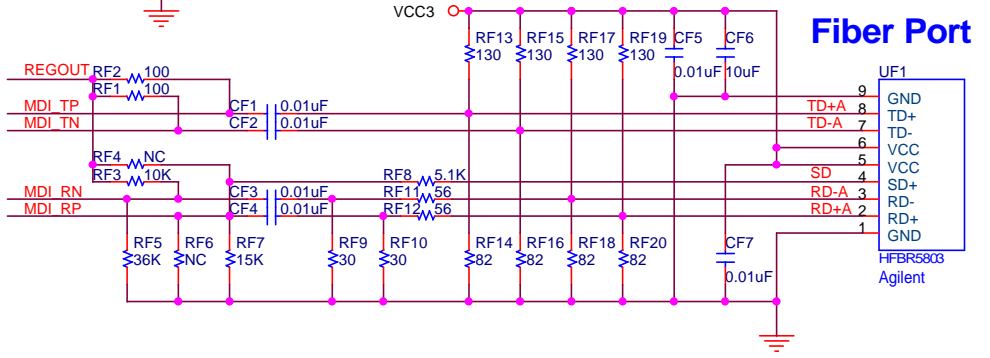 VCC3
Fiber Port
RF13 RF15 RF17 RF19 CF5 CF6
130 130 130 130
0.01uF 10uF
UF1
REGOUT RF2 100
RF1 100
MDI_TP CF1 0.01uF TD+A 8 TD+
MDI_TN CF2 0.01uF TD-A 7 TD-
9 GND
6 VCC
5 VCC
RF4 NC
RF3 10K
RF8 5.1K SD 4 SD+
MDI_RN CF3 0.01uF RF11 56 RD-A 3 RD-
MDI_RP CF4 0.01uF RF12 56 RD+A 2 RD+
1 GND
RF5 RF6 RF7 RF9 RF10 RF14 RF16 RF18 RF20 CF7
36K NC 15K 30 30 82 82 82 82
0.01uF
HFBR5803
Agilent